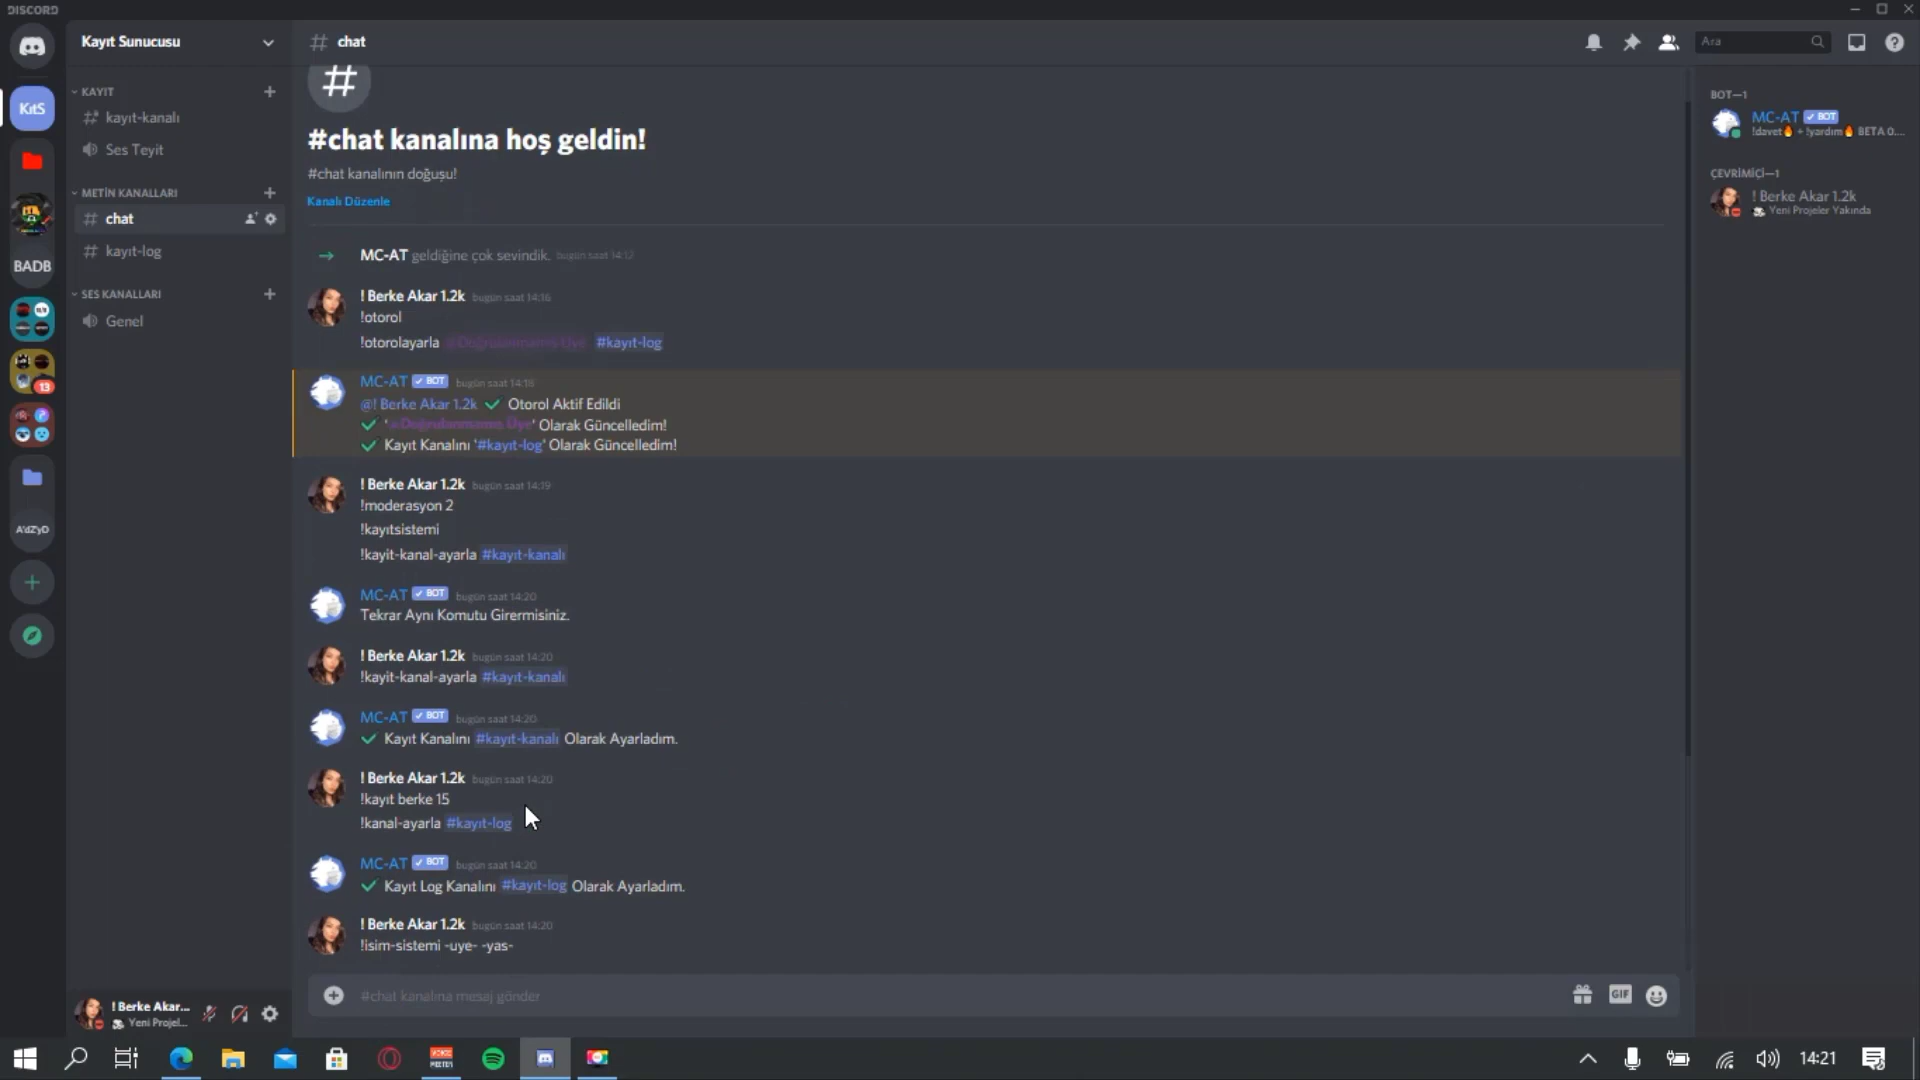 DISCORD
Kayıt Sunucusu
# chat
Ara
KıtS
KAYIT
kayıt-kanalı
Ses Teyit
METİN KANALLARI
chat
kayıt-log
BADB
SES KANALLARI
Genel
13
A'dZ'yD
#chat kanalına hoş geldin!
#chat kanalının doğuşu!
Kanalı Düzenle
MC-AT geldiğine çok sevindik. bugün saat 14:17
! Berke Akar 1.2k bugün saat 14:16
!otorol
!otorolayarla @Doğrulanmamış Üye #kayıt-log
MC-AT BOT bugün saat 14:18
@! Berke Akar 1.2k Otorol Aktif Edildi
'@Doğrulanmamış Üye' Olarak Güncelledim!
Kayıt Kanalını '#kayıt-log' Olarak Güncelledim!
! Berke Akar 1.2k bugün saat 14:19
!moderasyon 2
!kayıtsistemi
!kayit-kanal-ayarla #kayıt-kanalı
MC-AT BOT bugün saat 14:20
Tekrar Aynı Komutu Girermisiniz.
! Berke Akar 1.2k bugün saat 14:20
!kayit-kanal-ayarla #kayıt-kanalı
MC-AT BOT bugün saat 14:20
Kayıt Kanalını #kayıt-kanalı Olarak Ayarladım.
! Berke Akar 1.2k bugün saat 14:20
!kayıt berke 15
!kanal-ayarla #kayıt-log
MC-AT BOT bugün saat 14:20
Kayıt Log Kanalını #kayıt-log Olarak Ayarladım.
! Berke Akar 1.2k bugün saat 14:20
!isim-sistemi -uye- -yas-
#chat kanalına mesaj gönder
GIF
BOT—1
MC-AT BOT
!davet + !yardım BETA 0....
ÇEVRİMİÇİ—1
! Berke Akar 1.2k
Yeni Projeler Yakında
! Berke Akar...
Yeni Projel...
VOICE
MEETER
14:21